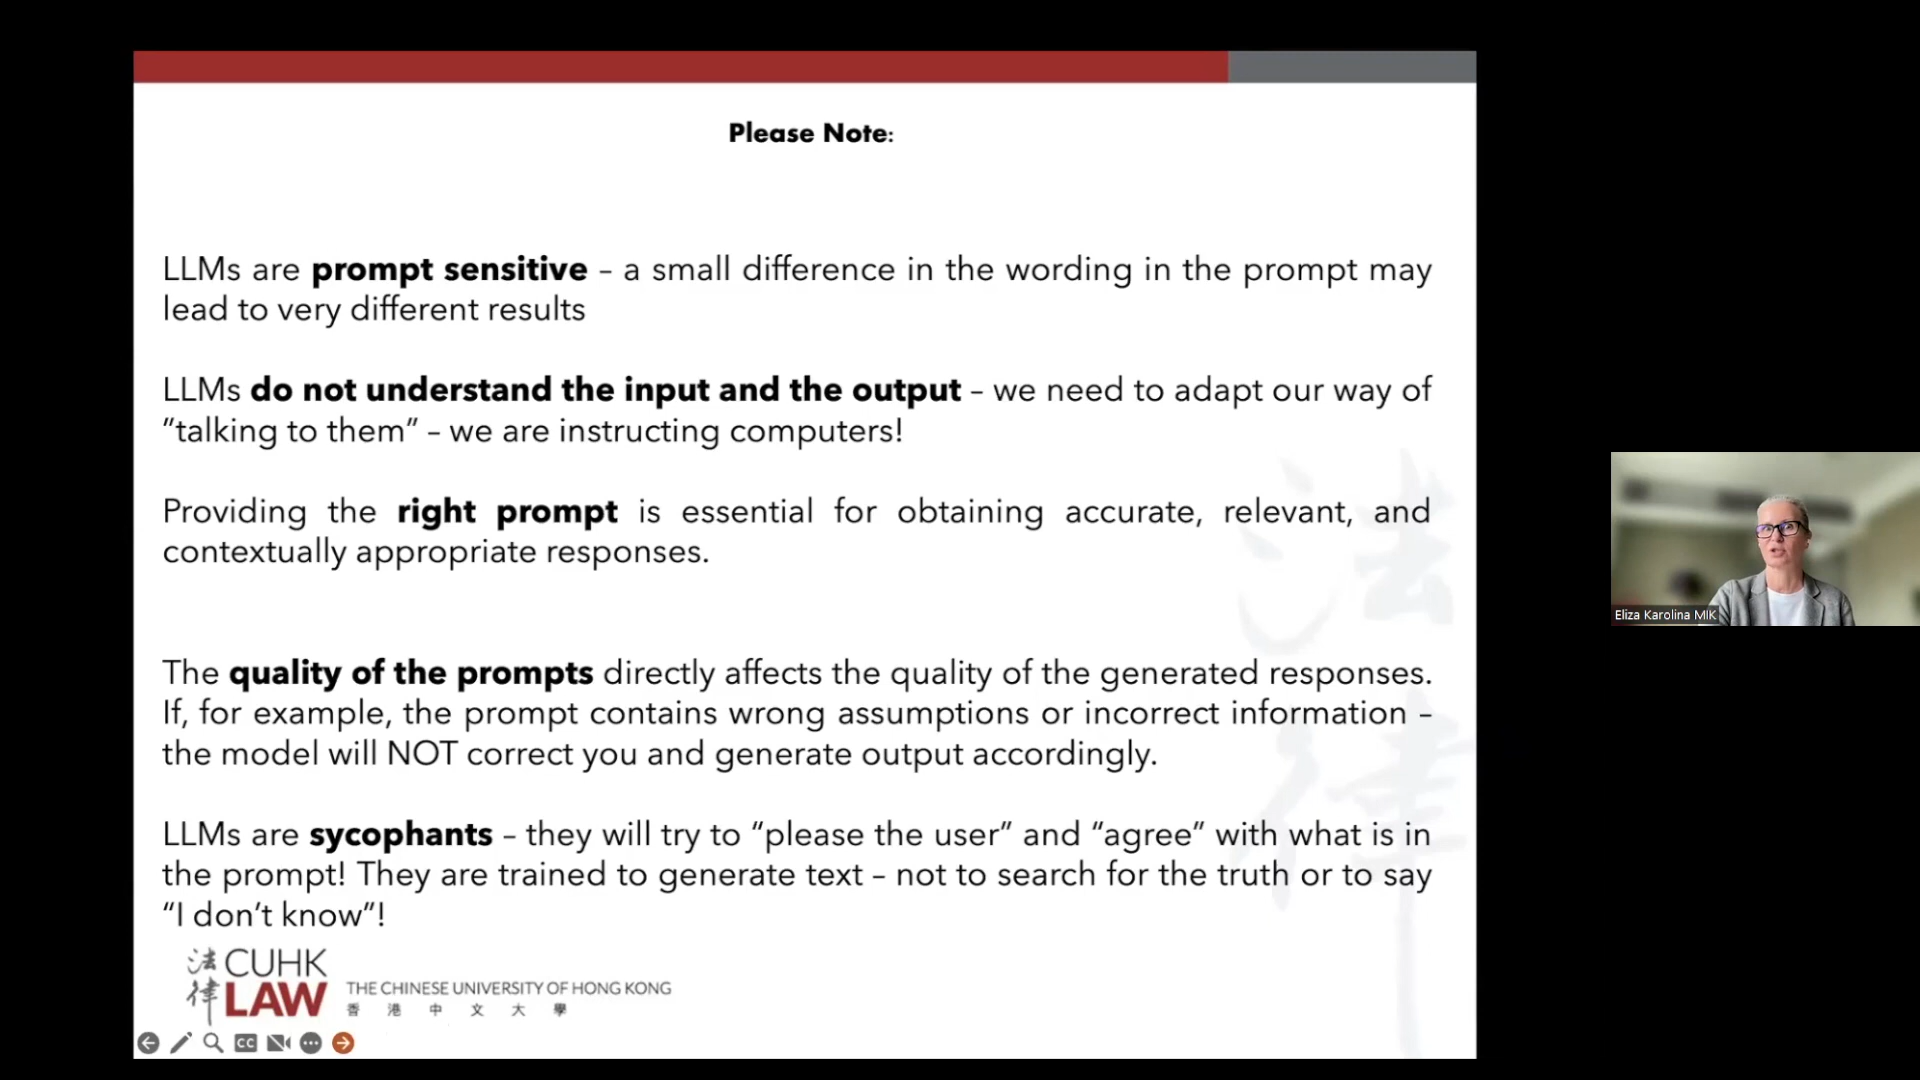 Please Note:
LLMs are prompt sensitive – a small difference in the wording in the prompt may
lead to very different results
LLMs do not understand the input and the output – we need to adapt our way of
“talking to them” – we are instructing computers!
Providing the right prompt is essential for obtaining accurate, relevant, and
contextually appropriate responses.
The quality of the prompts directly affects the quality of the generated responses.
If, for example, the prompt contains wrong assumptions or incorrect information –
the model will NOT correct you and generate output accordingly.
LLMs are sycophants – they will try to “please the user” and “agree” with what is in
the prompt! They are trained to generate text – not to search for the truth or to say
“I don’t know”!
法律
CUHK
LAW
THE CHINESE UNIVERSITY OF HONG KONG
香港中文大學
CC
Eliza Karolina MIK
法律